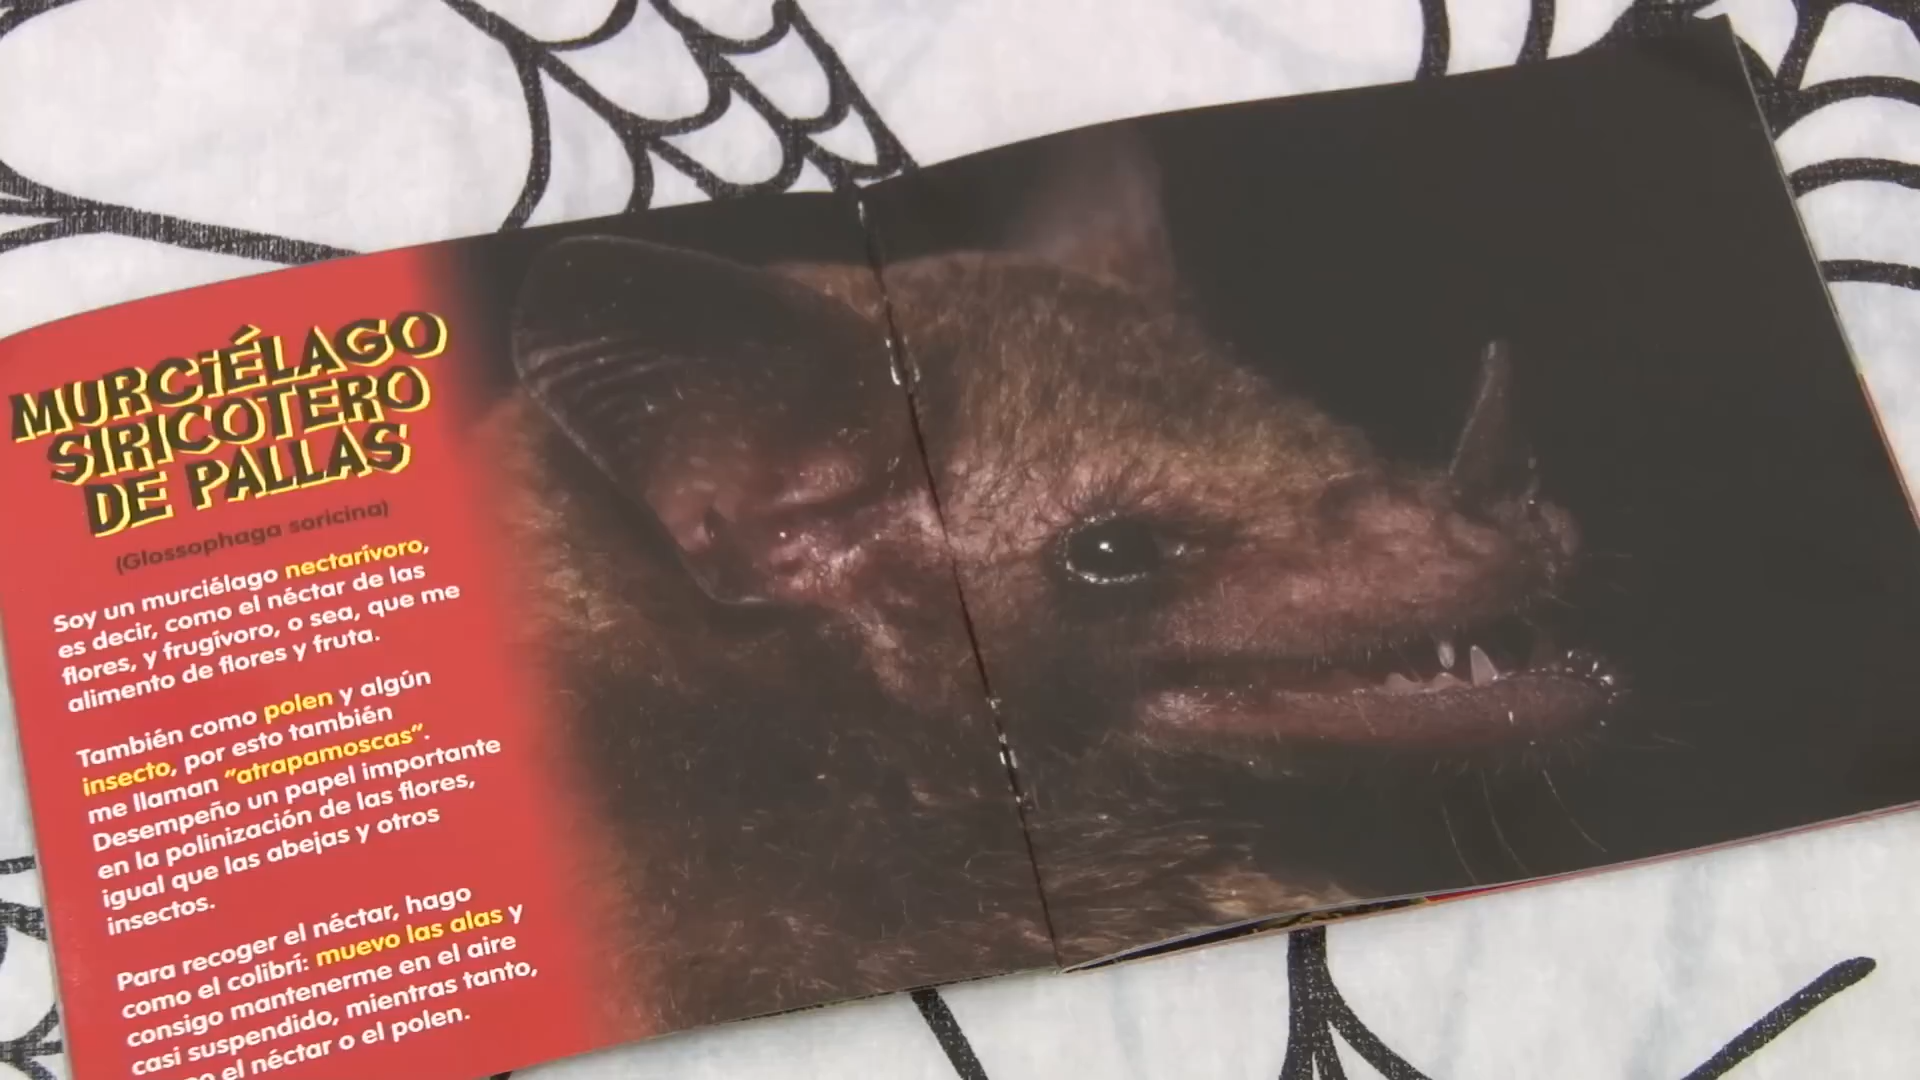 MURCIÉLAGO
SIRICOTERO
DE PALLAS
(Glossophaga soricina)
Soy un murciélago nectarívoro,
es decir, como el néctar de las
flores, y frugívoro, o sea, que me
alimento de flores y fruta.
También como polen y algún
insecto, por esto también
me llaman "atrapamoscas".
Desempeño un papel importante
en la polinización de las flores,
igual que las abejas y otros
insectos.
Para recoger el néctar, hago
como el colibrí: muevo las alas y
consigo mantenerme en el aire
casi suspendido, mientras tanto,
el néctar o el polen.